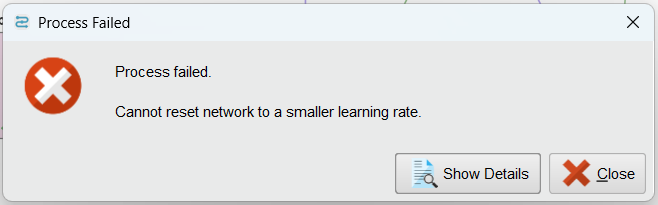 Process Failed
Process failed.
Cannot reset network to a smaller learning rate.
Show Details
Close